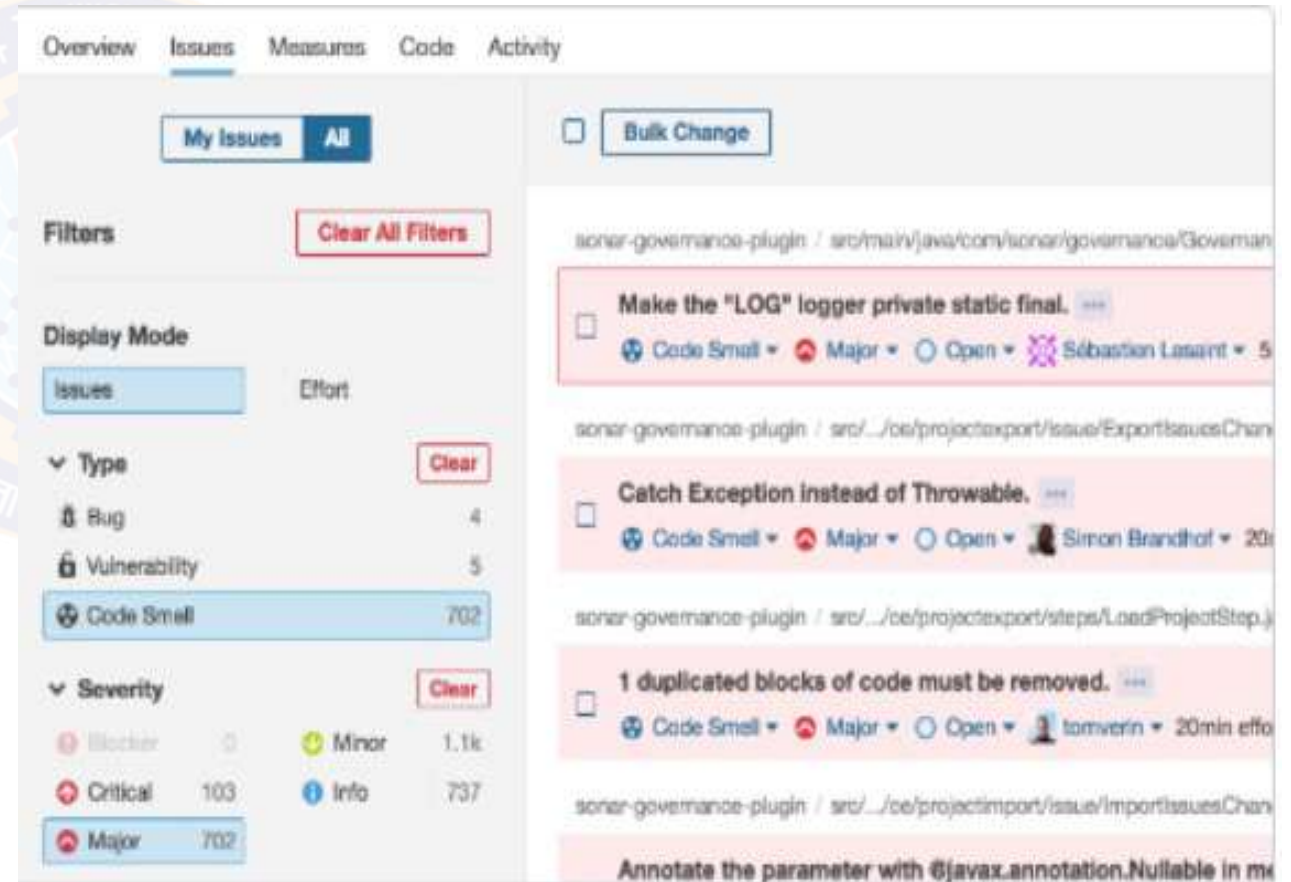 Overview Issues Measures Code Activity
My Issues All
Filters Clear All Filters
Display Mode
Issues Effort
Type Clear
Bug 4
Vulnerability 5
Code Smell 702
Severity Clear
Blocker 0 Minor 1.1k
Critical 103 Info 737
Major 702
Bulk Change
sonar-governance-plugin / src/main/java/com/sonar/governance/Governan
Make the "LOG" logger private static final. ...
Code Smell Major Open Sébastien Lesaint 5
sonar-governance-plugin / src/.../ce/projectexport/issue/ExportIssuesChan
Catch Exception instead of Throwable. ...
Code Smell Major Open Simon Brandhof 20
sonar-governance-plugin / src/.../ce/projectexport/steps/LoadProjectStep.j
1 duplicated blocks of code must be removed. ...
Code Smell Major Open tomverin 20min effo
sonar-governance-plugin / src/.../ce/projectimport/issue/ImportIssuesChan
Annotate the parameter with @javax.annotation.Nullable in me